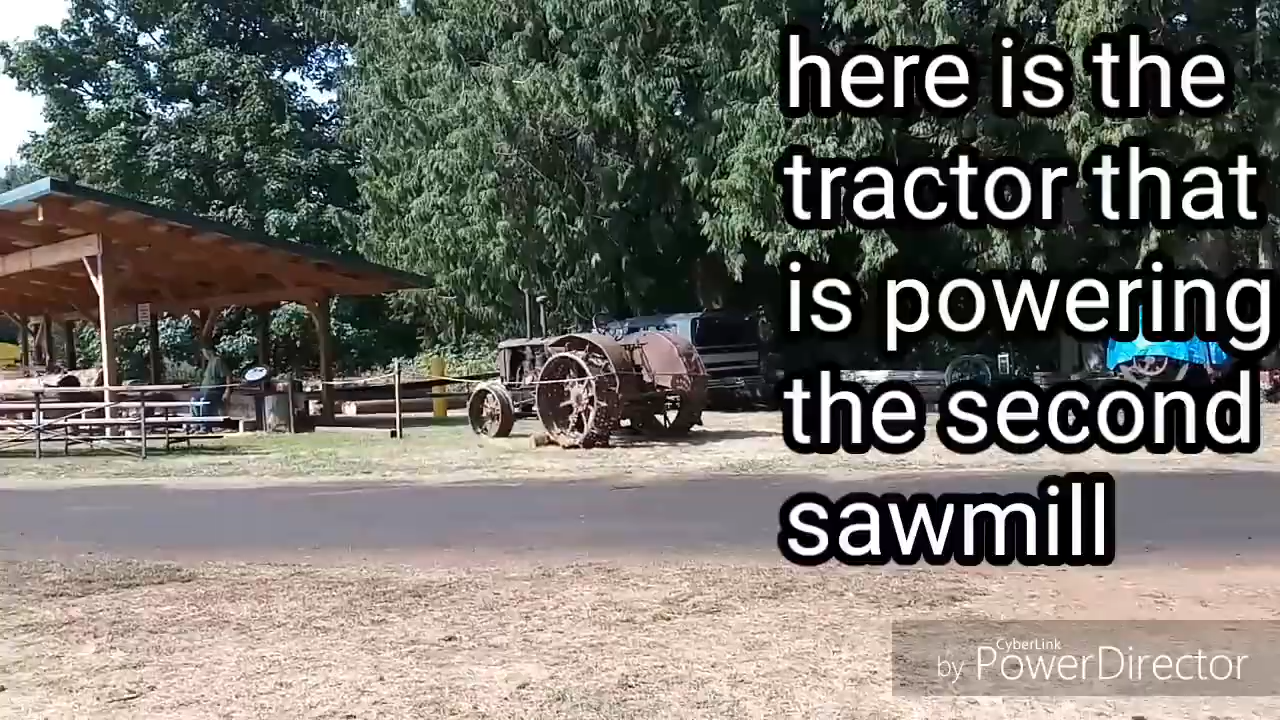 here is the
tractor that
is powering
the second
sawmill
CyberLink
by PowerDirector